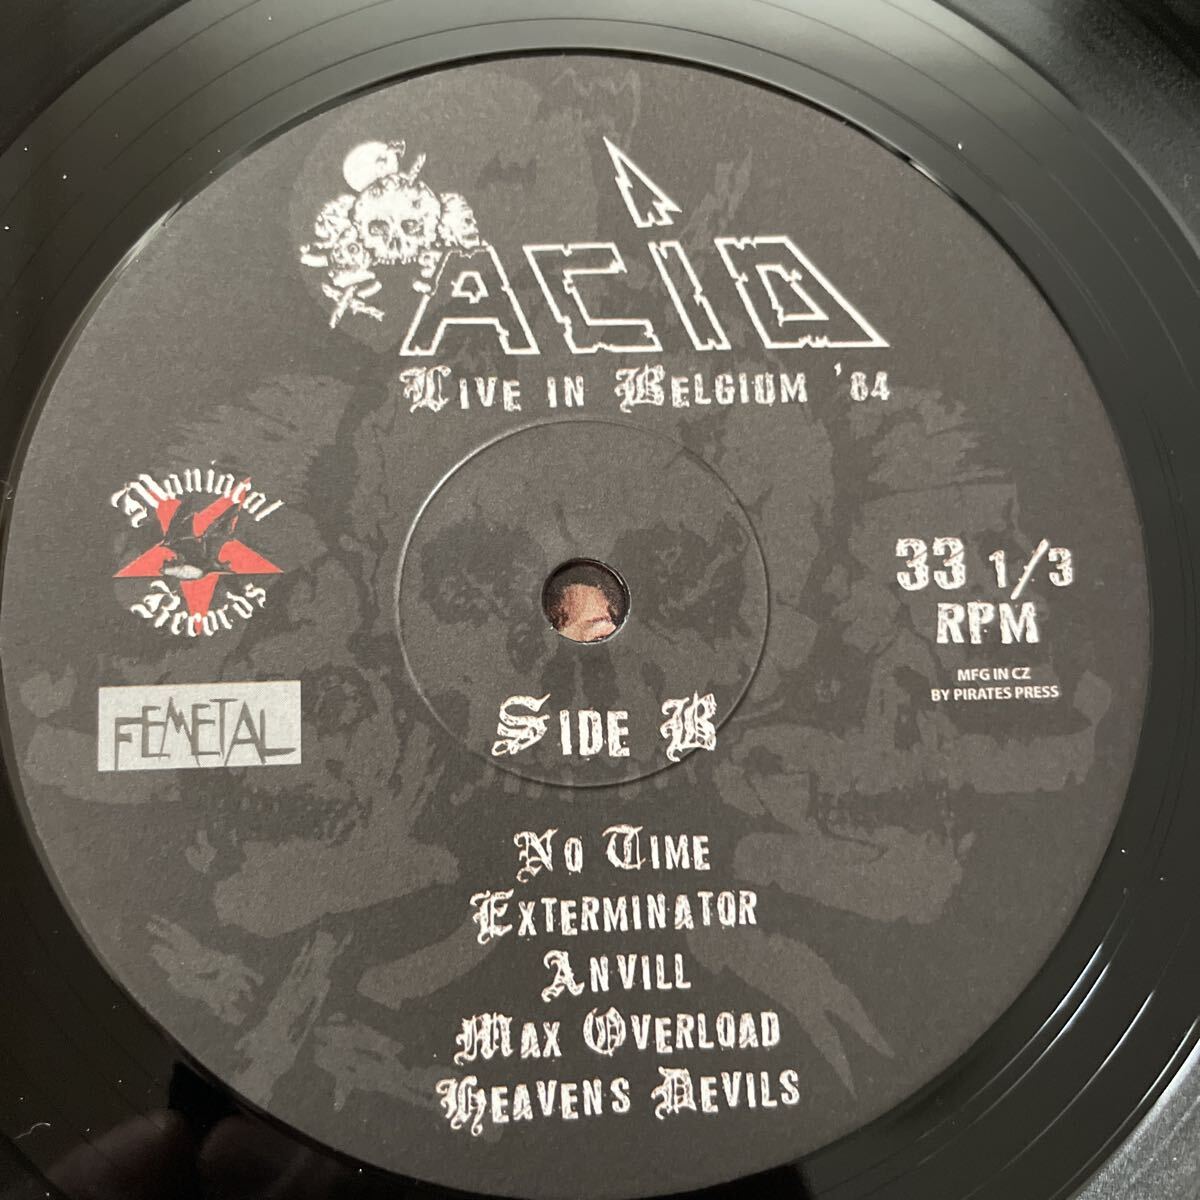 ACID
Live in Belgium '84
Maniacal
Records
FEMETAL
33 1/3
RPM
MFG IN CZ
BY PIRATES PRESS
Side B
No Time
Exterminator
Anvill
Max Overload
Heavens Devils